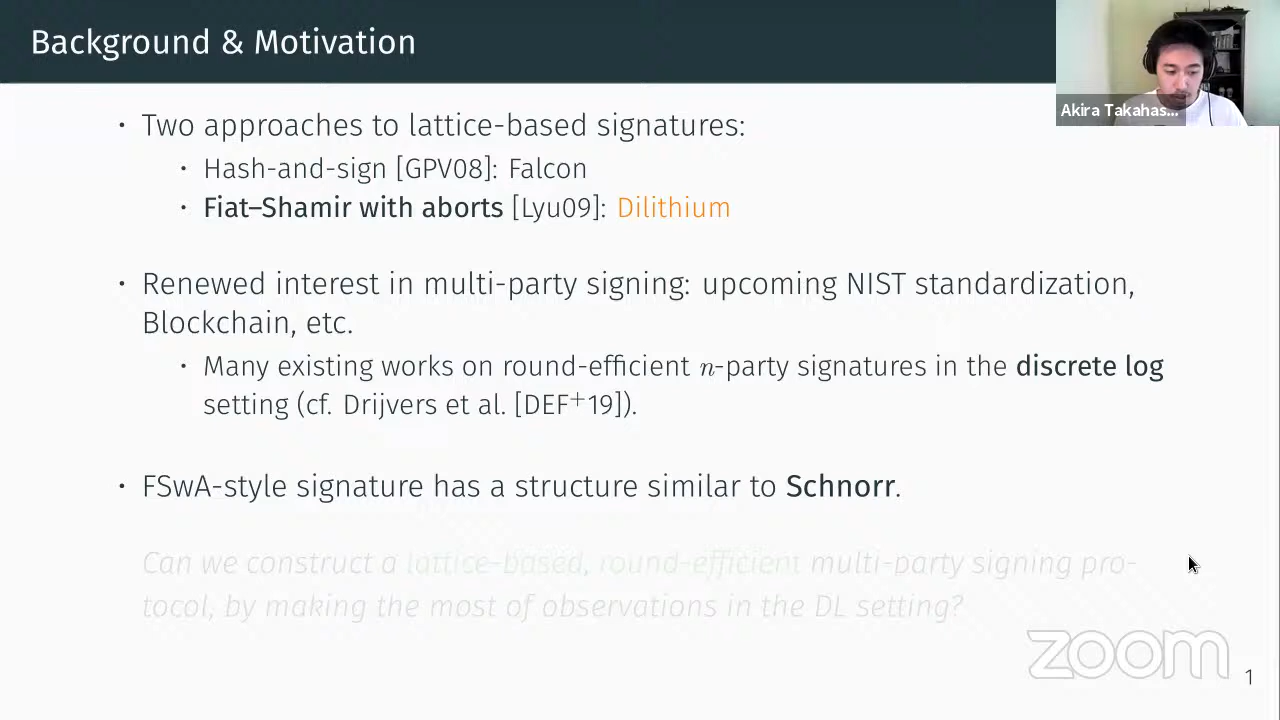 Background & Motivation
Akira Takahas...
• Two approaches to lattice-based signatures:
• Hash-and-sign [GPV08]: Falcon
• Fiat–Shamir with aborts [Lyu09]: Dilithium
• Renewed interest in multi-party signing: upcoming NIST standardization,
Blockchain, etc.
• Many existing works on round-efficient n-party signatures in the discrete log
setting (cf. Drijvers et al. [DEF+19]).
• FSwA-style signature has a structure similar to Schnorr.
Can we construct a lattice-based, round-efficient multi-party signing pro-
tocol, by making the most of observations in the DL setting?
zoom
1